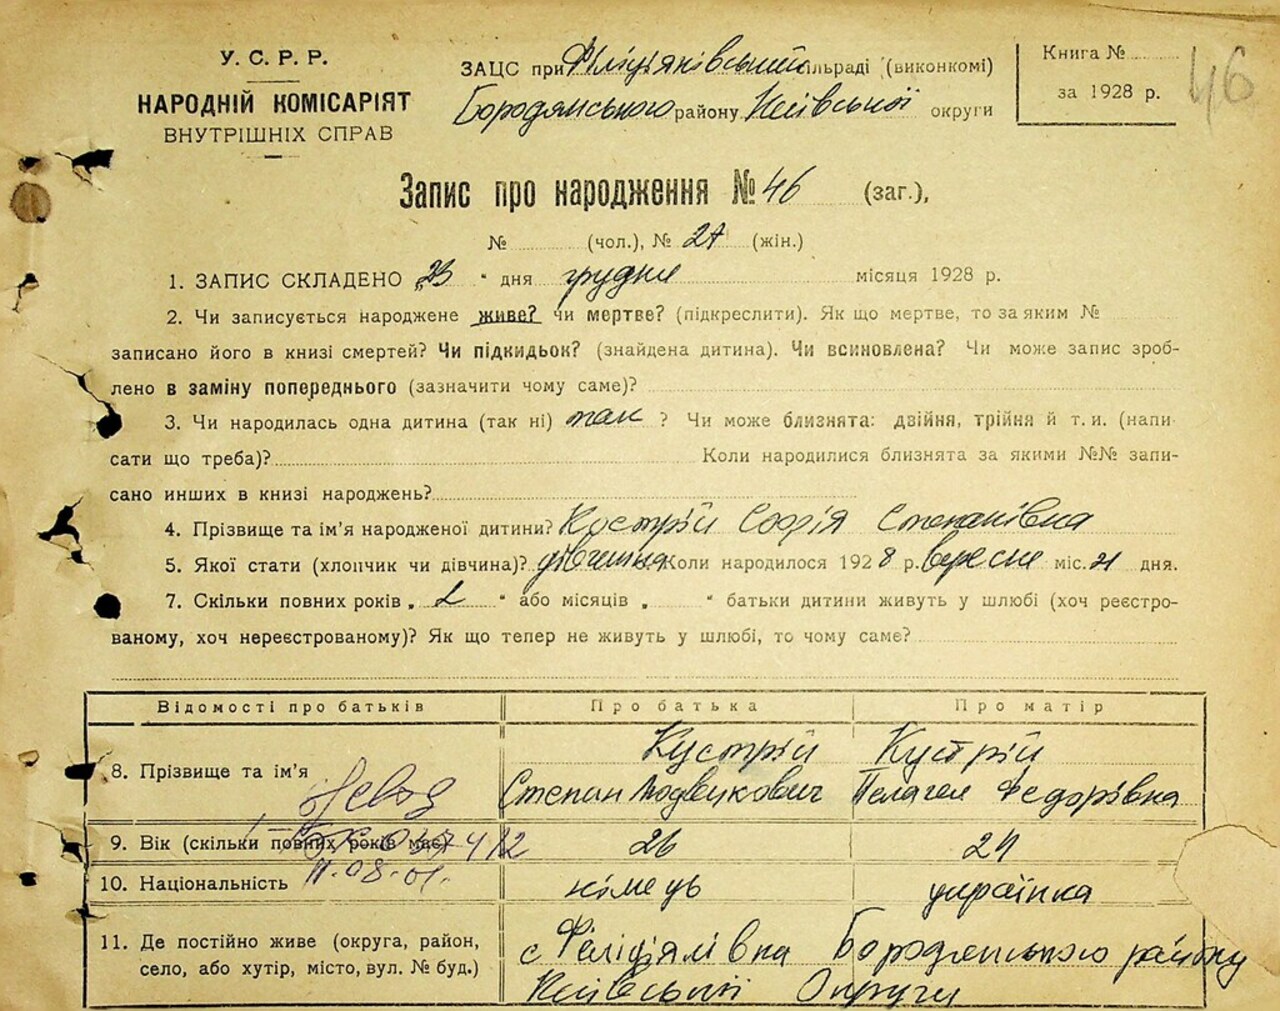 У. С. Р. Р.
НАРОДНІЙ КОМІСАРІЯТ
ВНУТРІШНІХ СПРАВ
ЗАЦС при Філіціянівський сільраді (виконкомі)
Бородянського району Київської округи
Книга №
за 1928 р.
46
Запис про народження № 46 (заг.),
№ (чол.), № 27 (жін.)
1. ЗАПИС СКЛАДЕНО „23 " дня грудня місяця 1928 р.
2. Чи записується народжене живе? чи мертве? (підкреслити). Як що мертве, то за яким №
записано його в книзі смертей? Чи підкидьок? (знайдена дитина). Чи всиновлена? Чи може запис зроб-
лено в заміну попереднього (зазначити чому саме)?
3. Чи народилась одна дитина (так ні) так ? Чи може близнята: двійня, трійня й т. и. (напи-
сати що треба)? Коли народилися близнята за якими №№ запи-
сано инших в книзі народжень?
4. Прізвище та ім'я народженої дитини? Кустрій Софія Степанівна
5. Якої стати (хлопчик чи дівчина)? дівчина Коли народилося 1928 р. вересне міс. 21 дня.
7. Скільки повних років „ 2 " або місяців „ " батьки дитини живуть у шлюбі (хоч реєстро-
ваному, хоч нереєстрованому)? Як що тепер не живуть у шлюбі, то чому саме?
Відомості про батьків Про батька Про матір
8. Прізвище та ім'я Кустрій Кустрій
Степан Людвикович Пелагея Федорівна
9. Вік (скільки повних років має) 26 24
11.08.01.
10. Національність німець українка
11. Де постійно живе (округа, район,
село, або хутір, місто, вул. № буд.)
с Філіціялівна Бородянського району
Київської Округи